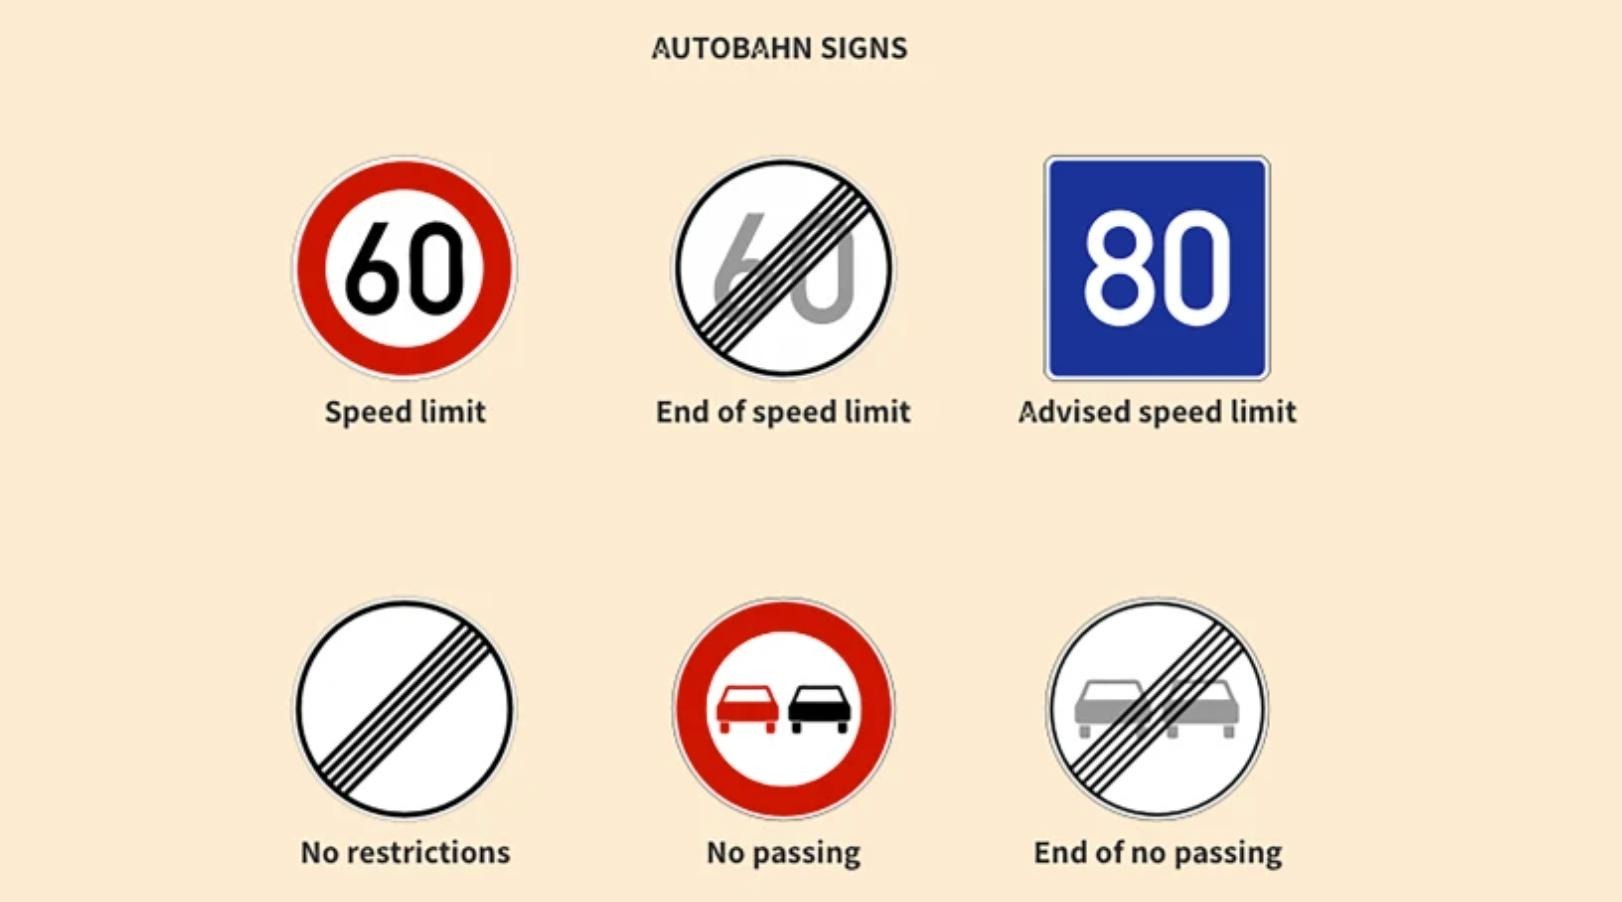 AUTOBAHN SIGNS
60
60
80
Speed limit
End of speed limit
Advised speed limit
No restrictions
No passing
End of no passing